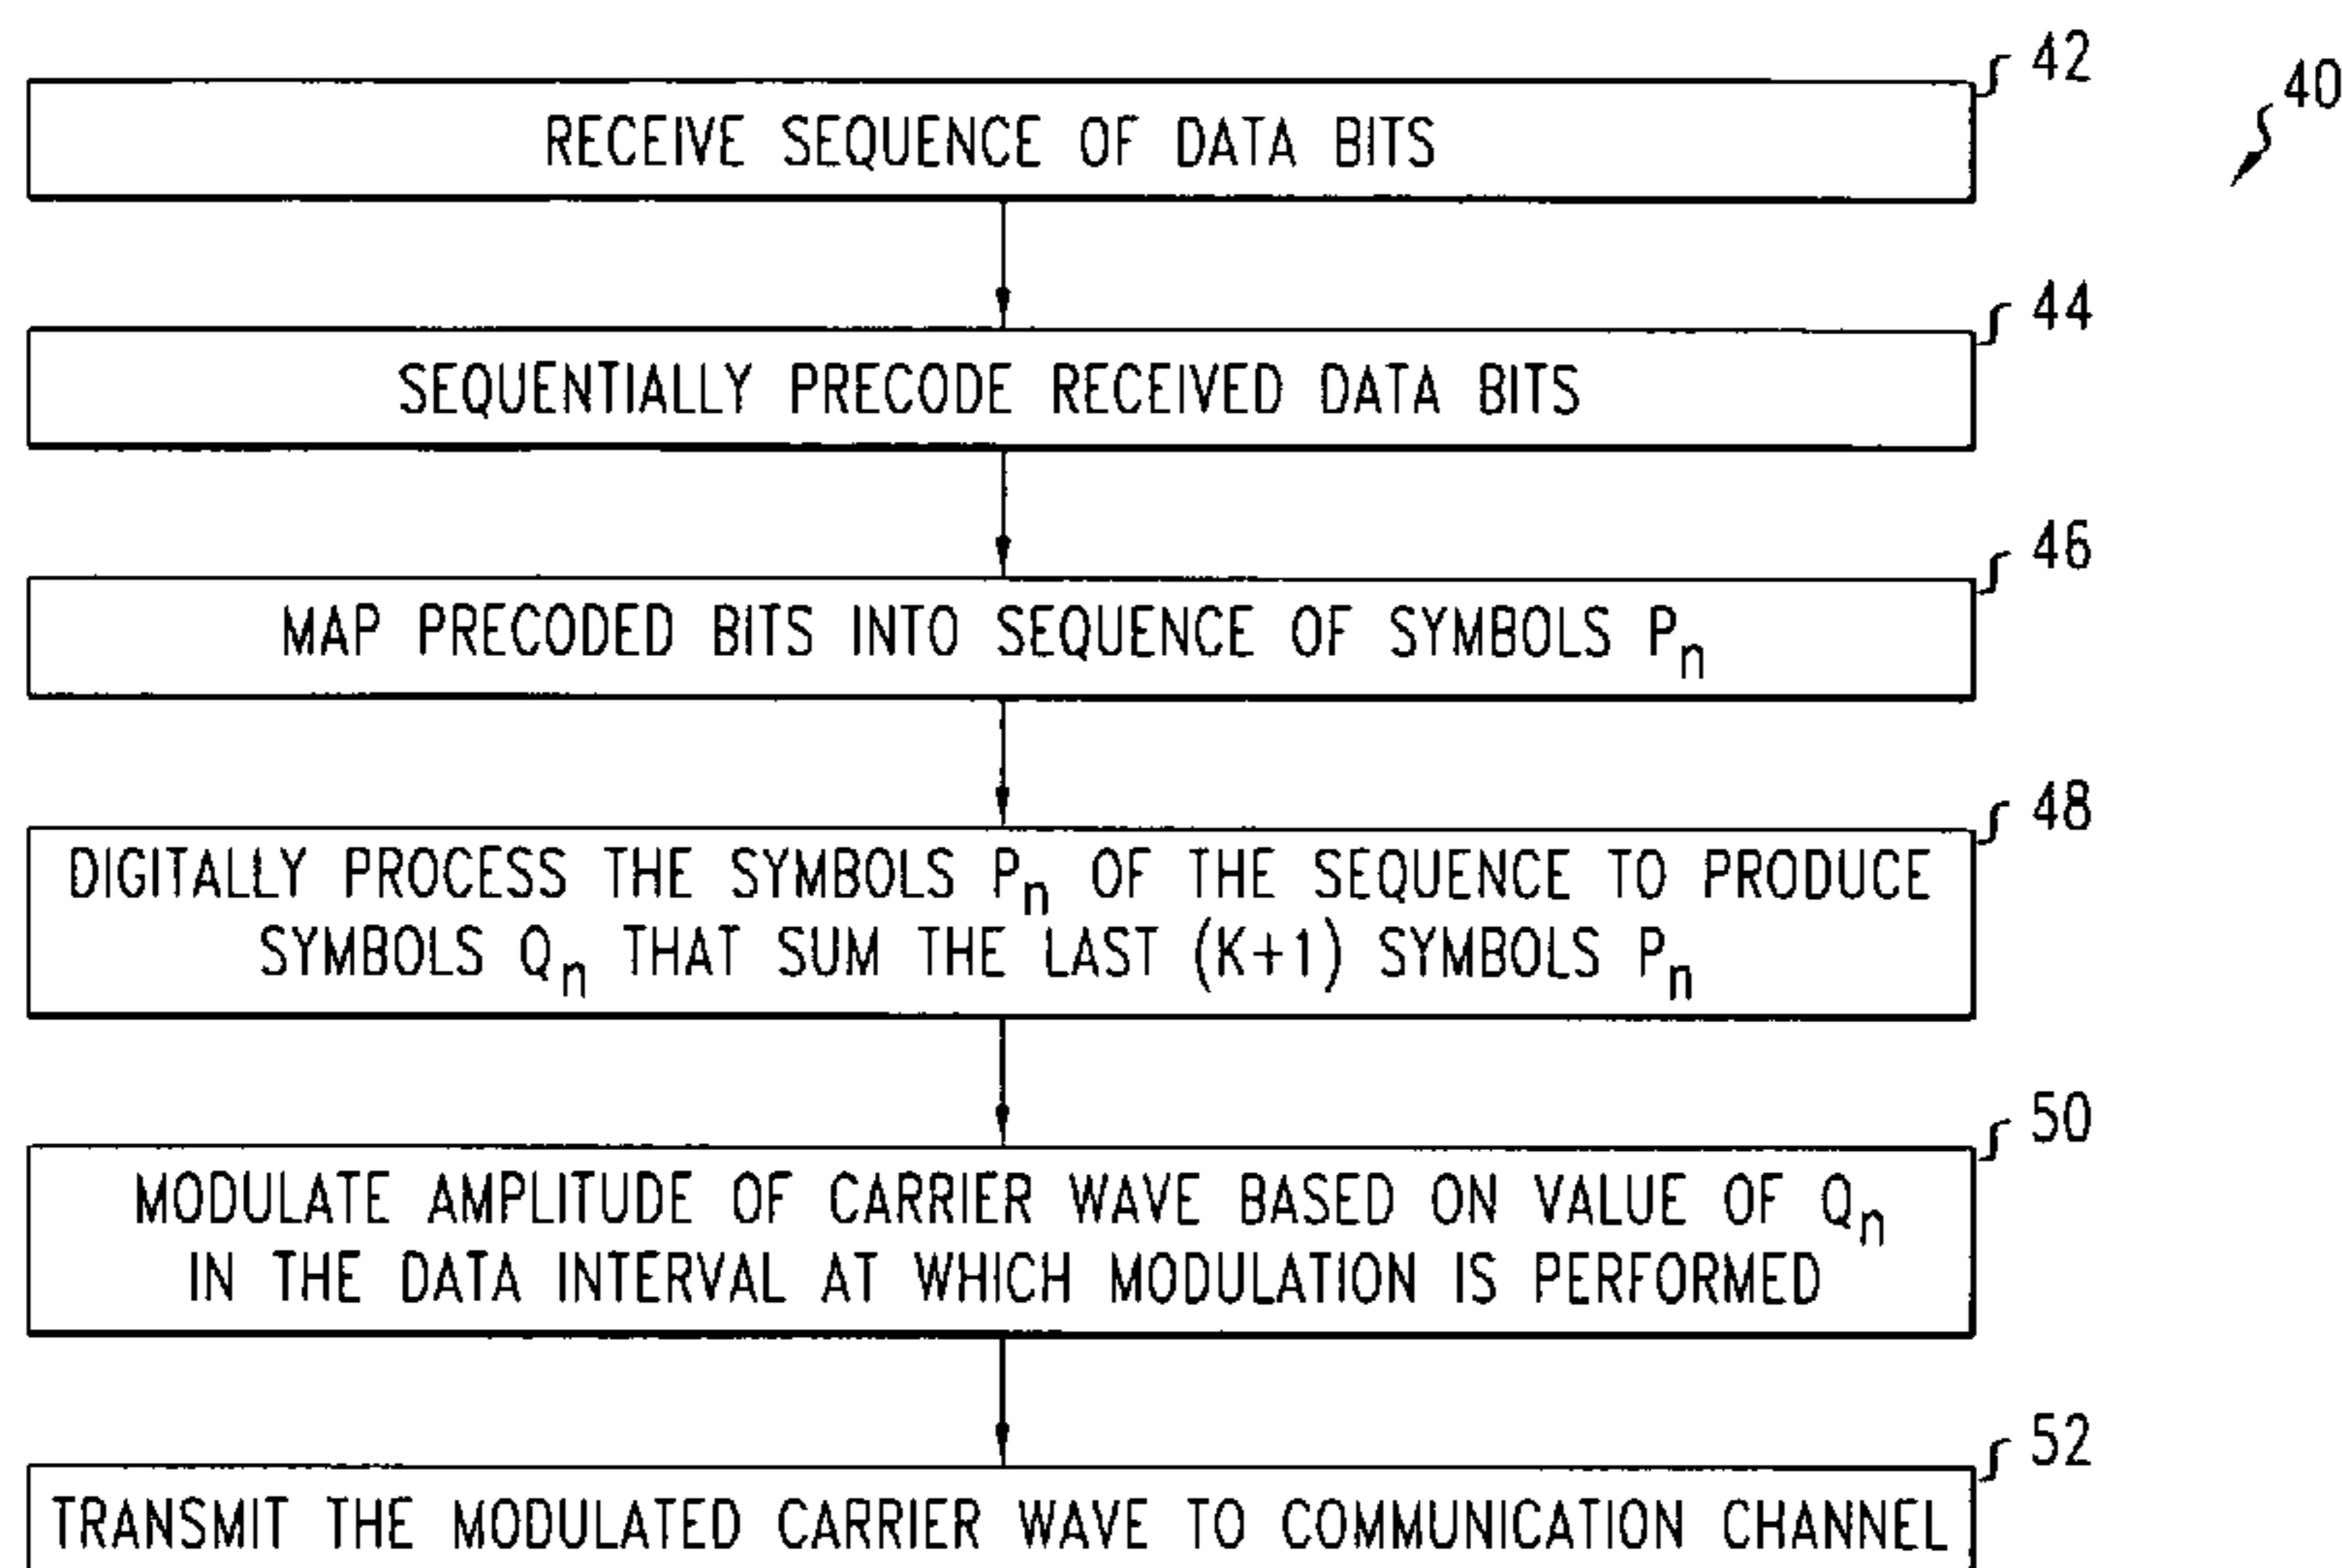 42
40
RECEIVE SEQUENCE OF DATA BITS
44
SEQUENTIALLY PRECODE RECEIVED DATA BITS
46
MAP PRECODED BITS INTO SEQUENCE OF SYMBOLS Pn
48
DIGITALLY PROCESS THE SYMBOLS Pn OF THE SEQUENCE TO PRODUCE
SYMBOLS Qn THAT SUM THE LAST (K+1) SYMBOLS Pn
50
MODULATE AMPLITUDE OF CARRIER WAVE BASED ON VALUE OF Qn
IN THE DATA INTERVAL AT WHICH MODULATION IS PERFORMED
52
TRANSMIT THE MODULATED CARRIER WAVE TO COMMUNICATION CHANNEL